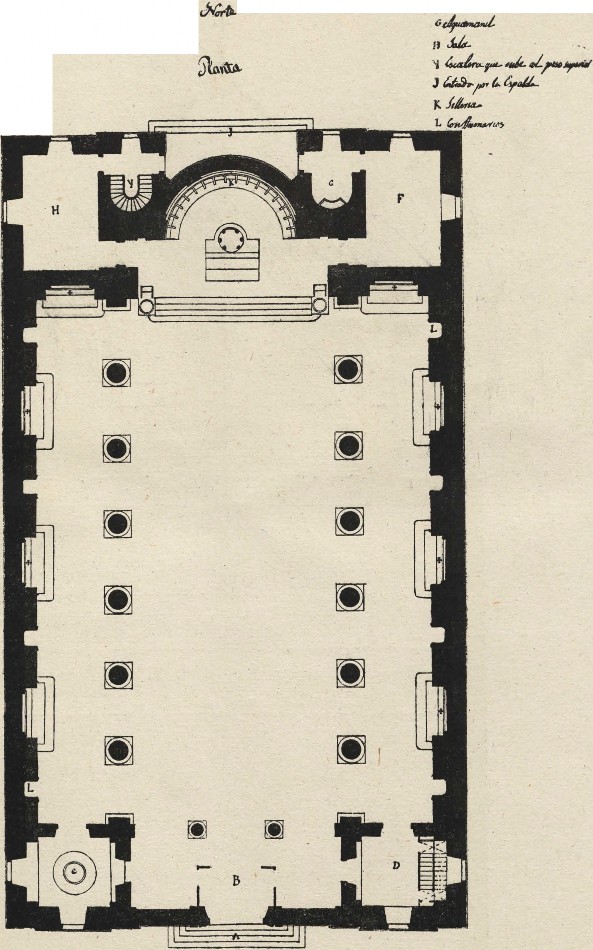 Norte
Planta
G Aguamanil
H Sala
Y Escalera que sube al piso superior
J Entrada por la Espalda
K Silleria
L Confesonarios
J
H
Y
K
G
F
L
L
C
B
D
A